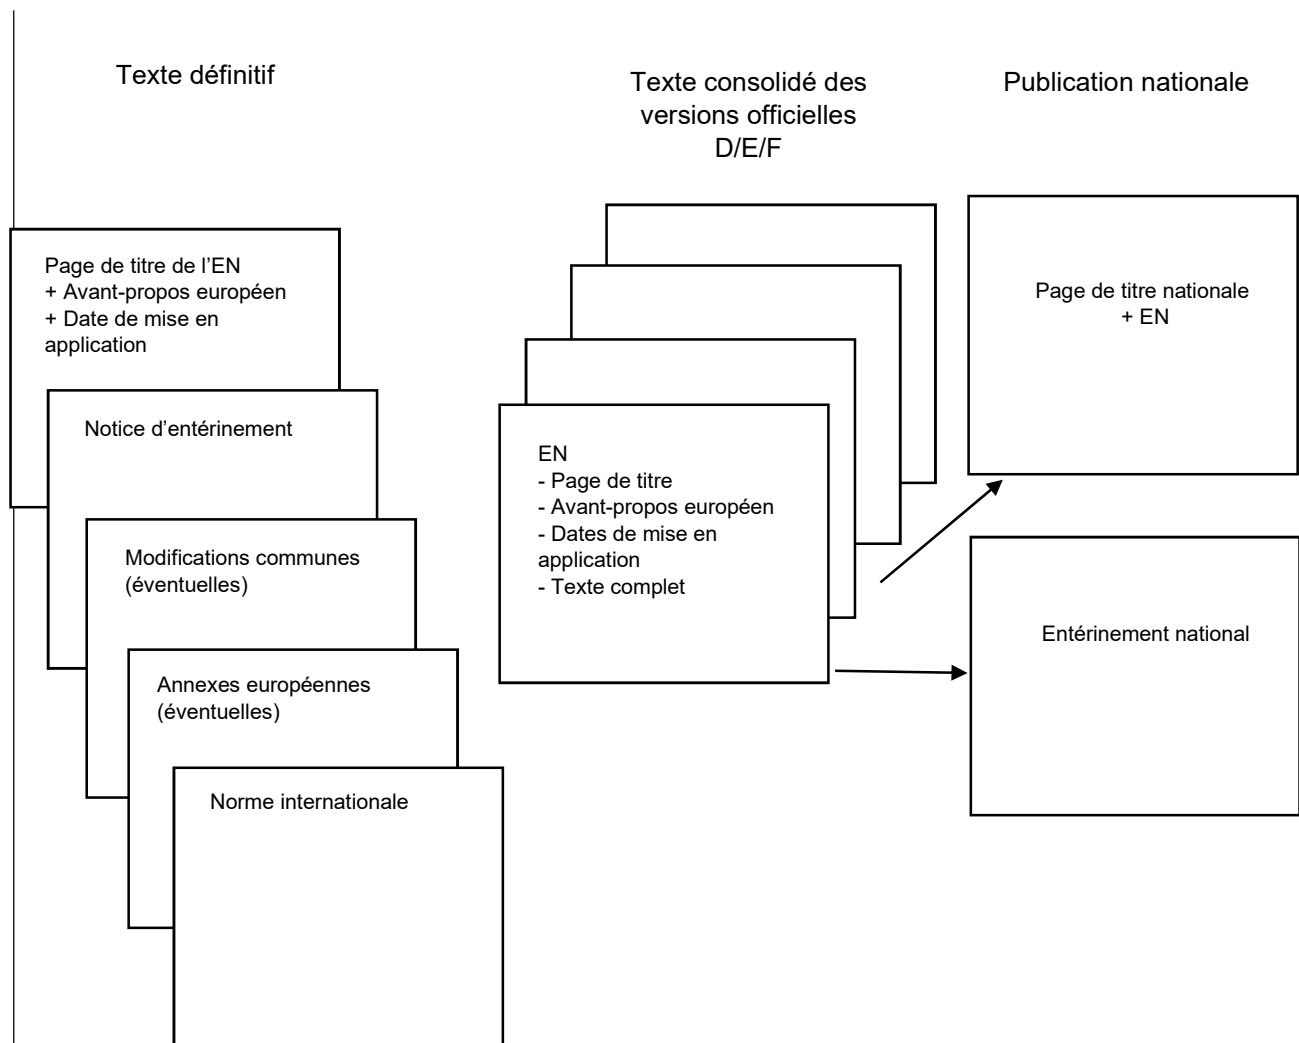 Texte définitif
Texte consolidé des
versions officielles
D/E/F
Publication nationale
Page de titre de l’EN
+ Avant-propos européen
+ Date de mise en
application
Notice d’entérinement
Modifications communes
(éventuelles)
Annexes européennes
(éventuelles)
Norme internationale
EN
- Page de titre
- Avant-propos européen
- Dates de mise en
application
- Texte complet
Page de titre nationale
+ EN
Entérinement national